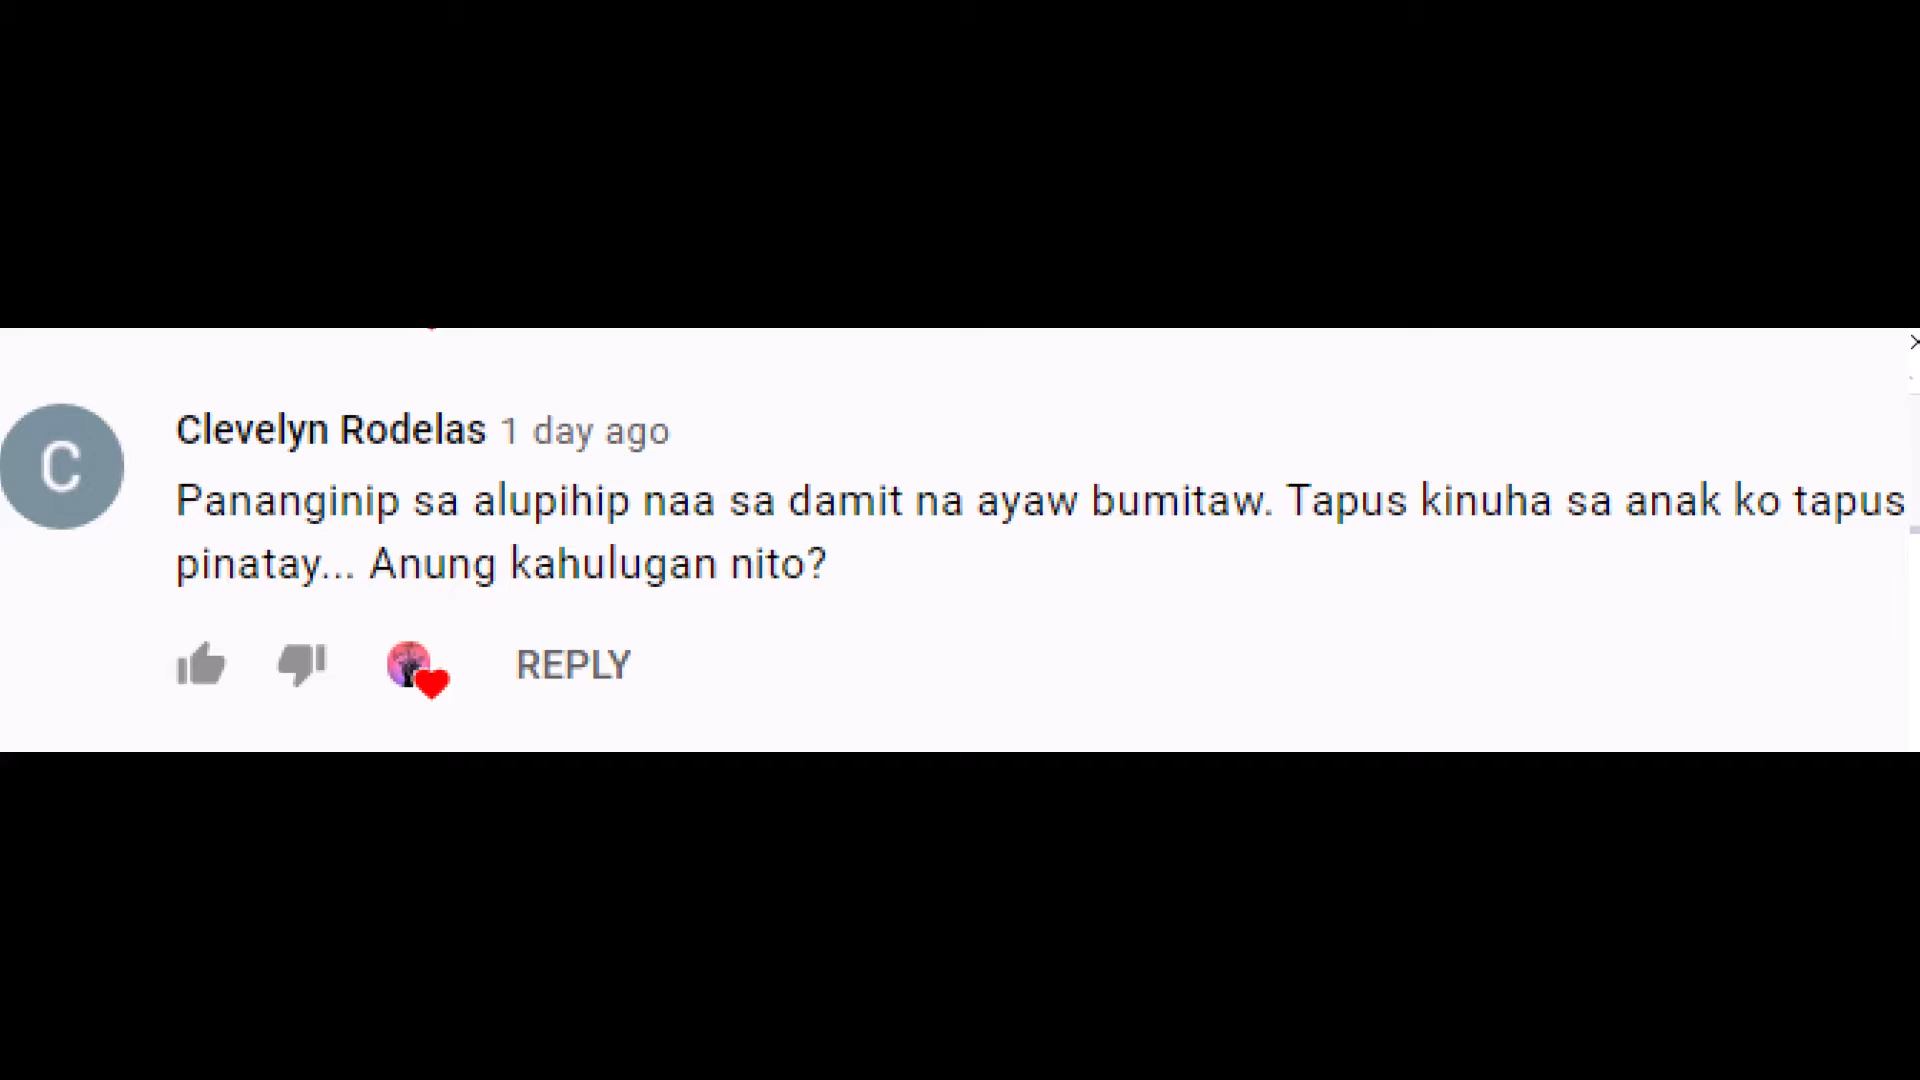 C
Clevelyn Rodelas 1 day ago
Pananginip sa alupihip naa sa damit na ayaw bumitaw. Tapus kinuha sa anak ko tapus
pinatay... Anung kahulugan nito?
REPLY